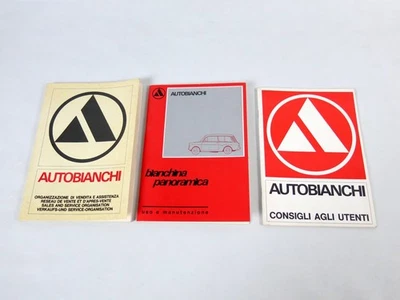 AUTOBIANCHI
ORGANIZZAZIONE DI VENDITA E ASSISTENZA
RESEAU DE VENTE ET D'APRES-VENTE
SALES AND SERVICE ORGANISATION
VERKAUFS-UND SERVICE-ORGANISATION
AUTOBIANCHI
bianchina
panoramica
uso e manutenzione
AUTOBIANCHI
CONSIGLI AGLI UTENTI